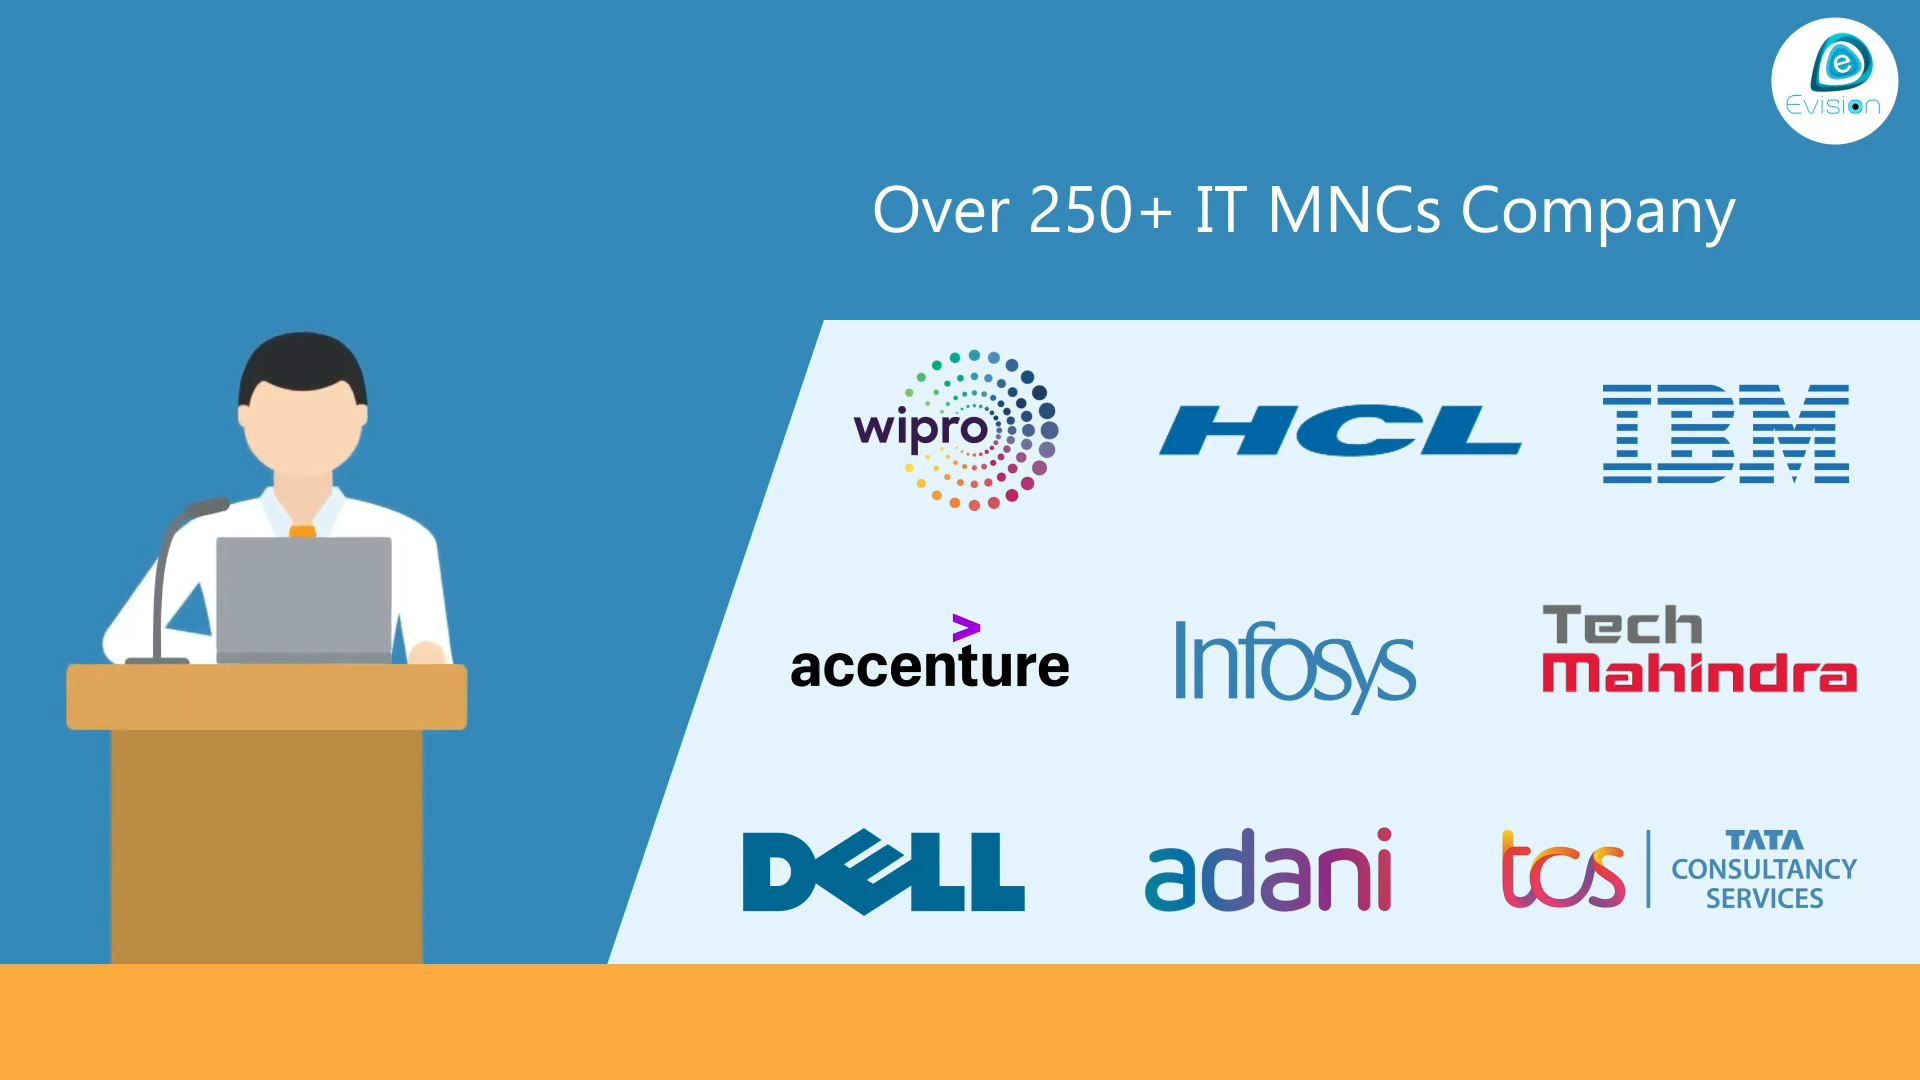 e
Evision
Over 250+ IT MNCs Company
wipro
HCL
IBM
>
accenture
Infosys
Tech
Mahindra
DELL
adani
tcs
TATA
CONSULTANCY
SERVICES